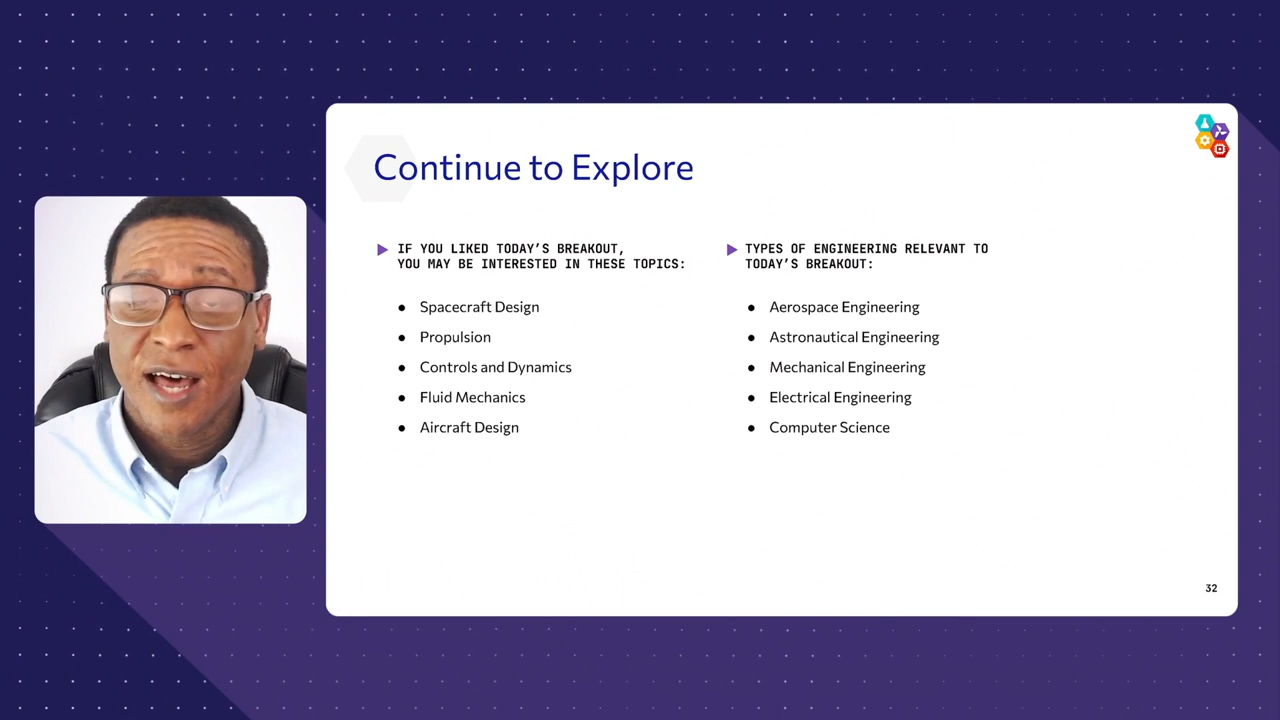 Continue to Explore
IF YOU LIKED TODAY'S BREAKOUT,
YOU MAY BE INTERESTED IN THESE TOPICS:
● Spacecraft Design
● Propulsion
● Controls and Dynamics
● Fluid Mechanics
● Aircraft Design
TYPES OF ENGINEERING RELEVANT TO
TODAY'S BREAKOUT:
● Aerospace Engineering
● Astronautical Engineering
● Mechanical Engineering
● Electrical Engineering
● Computer Science
32